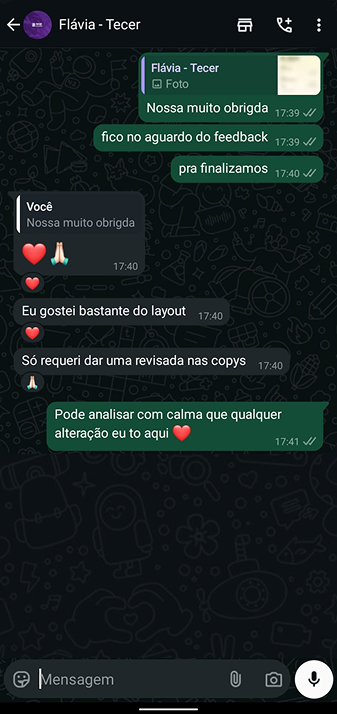 Flávia - Tecer
Flávia - Tecer
Foto
Nossa muito obrigda 17:39
fico no aguardo do feedback 17:39
pra finalizamos 17:40
Você
Nossa muito obrigda
❤️🙏🏻
17:40
❤️
Eu gostei bastante do layout 17:40
❤️
Só requeri dar uma revisada nas copys 17:40
🙏🏻
Pode analisar com calma que qualquer
alteração eu to aqui ❤️ 17:41
Mensagem